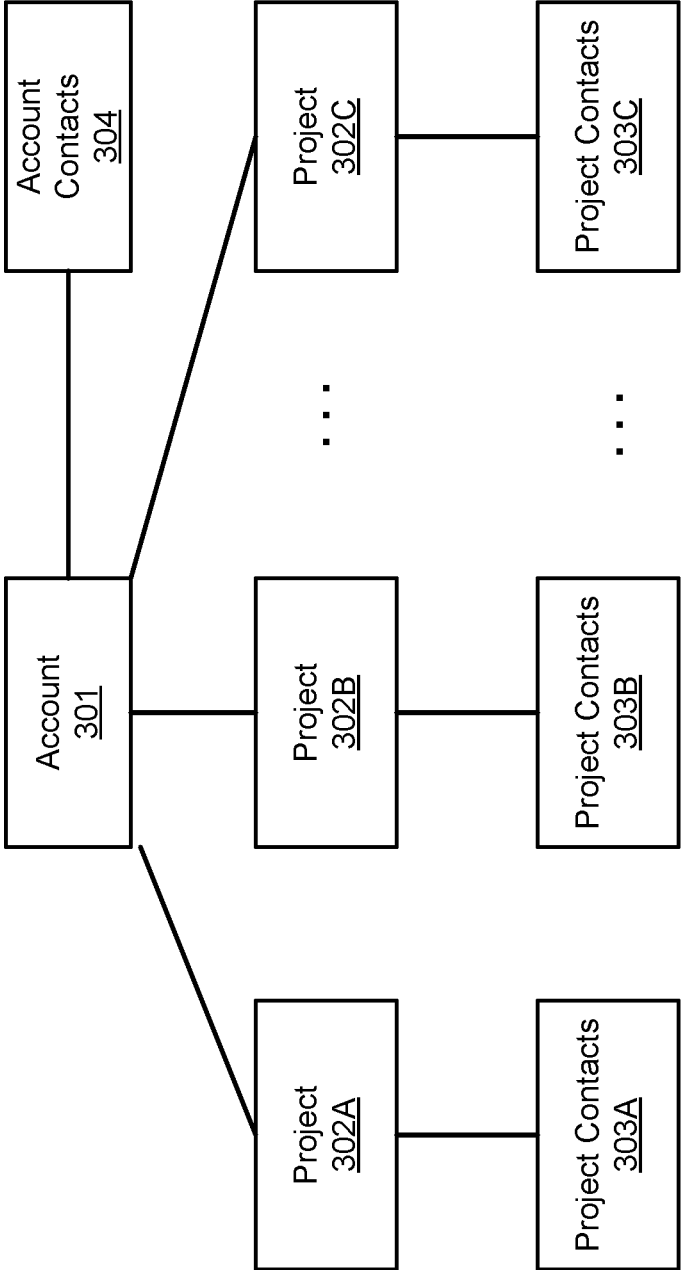 Account
301
Account
Contacts
304
Project
302A
Project
302B
...
Project
302C
Project Contacts
303A
Project Contacts
303B
...
Project Contacts
303C